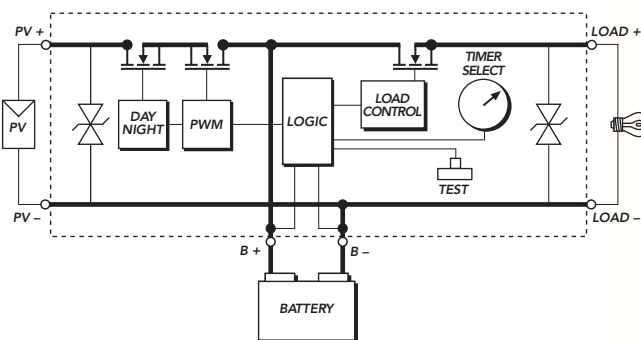 PV +
LOAD +
TIMER
SELECT
PV
DAY
NIGHT
PWM
LOGIC
LOAD
CONTROL
TEST
PV –
LOAD –
B +
B –
BATTERY